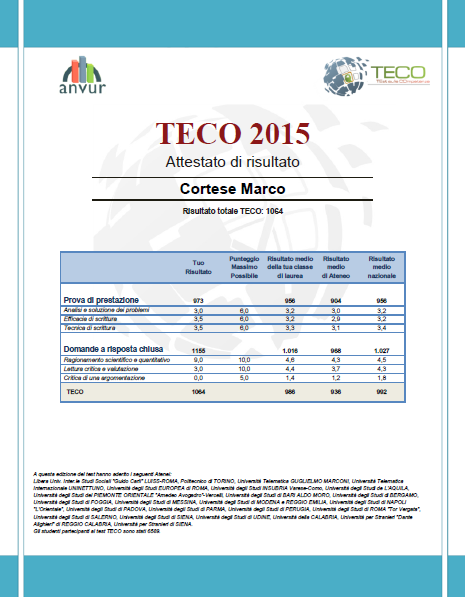 anvur
TECO
TEst sulle COmpetenze
TECO 2015
Attestato di risultato
Cortese Marco
Risultato totale TECO: 1064
Tuo Risultato Punteggio Massimo Possibile Risultato medio della tua classe di laurea Risultato medio di Ateneo Risultato medio nazionale
Prova di prestazione 973 956 904 956
Analisi e soluzione dei problemi 3,0 6,0 3,2 3,0 3,2
Efficacia di scrittura 3,5 6,0 3,2 2,9 3,2
Tecnica di scrittura 3,5 6,0 3,3 3,1 3,4
Domande a risposta chiusa 1155 1.016 968 1.027
Ragionamento scientifico e quantitativo 9,0 10,0 4,6 4,3 4,5
Lettura critica e valutazione 3,0 10,0 4,4 3,7 4,3
Critica di una argomentazione 0,0 5,0 1,4 1,2 1,8
TECO 1064 986 936 992
A questa edizione del test hanno aderito i seguenti Atenei:
Libera Univ. Inter.le Studi Sociali "Guido Carli" LUISS-ROMA, Politecnico di TORINO, Università Telematica GUGLIELMO MARCONI, Università Telematica
Internazionale UNINETTUNO, Università degli Studi EUROPEA di ROMA, Università degli Studi INSUBRIA Varese-Como, Università degli Studi de L'AQUILA,
Università degli Studi del PIEMONTE ORIENTALE "Amedeo Avogadro"-Vercelli, Università degli Studi di BARI ALDO MORO, Università degli Studi di BERGAMO,
Università degli Studi di FOGGIA, Università degli Studi di MESSINA, Università degli Studi di MODENA e REGGIO EMILIA, Università degli Studi di NAPOLI
"L'Orientale", Università degli Studi di PADOVA, Università degli Studi di PARMA, Università degli Studi di PERUGIA, Università degli Studi di ROMA "Tor Vergata",
Università degli Studi di SALERNO, Università degli Studi di SIENA, Università degli Studi di UDINE, Università della CALABRIA, Università per Stranieri "Dante
Alighieri" di REGGIO CALABRIA, Università per Stranieri di SIENA.
Gli studenti partecipanti al test TECO sono stati 6589.